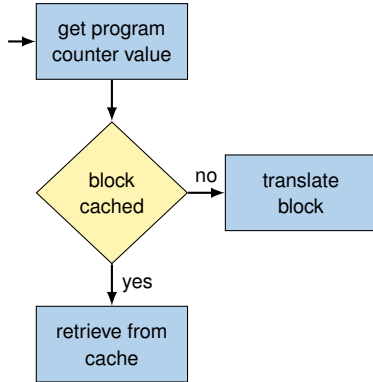 get program
counter value
block
cached
no
translate
block
yes
retrieve from
cache